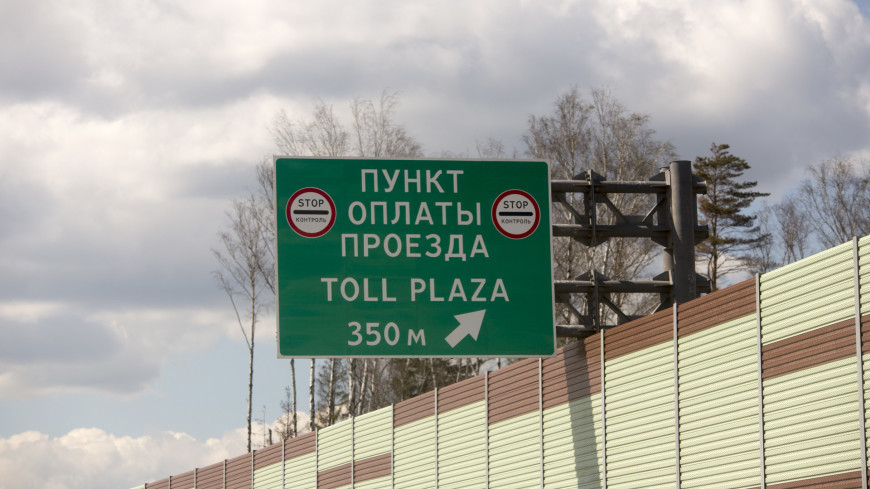 ПУНКТ
ОПЛАТЫ
ПРОЕЗДА
STOP
КОНТРОЛЬ
STOP
КОНТРОЛЬ
TOLL PLAZA
350 м